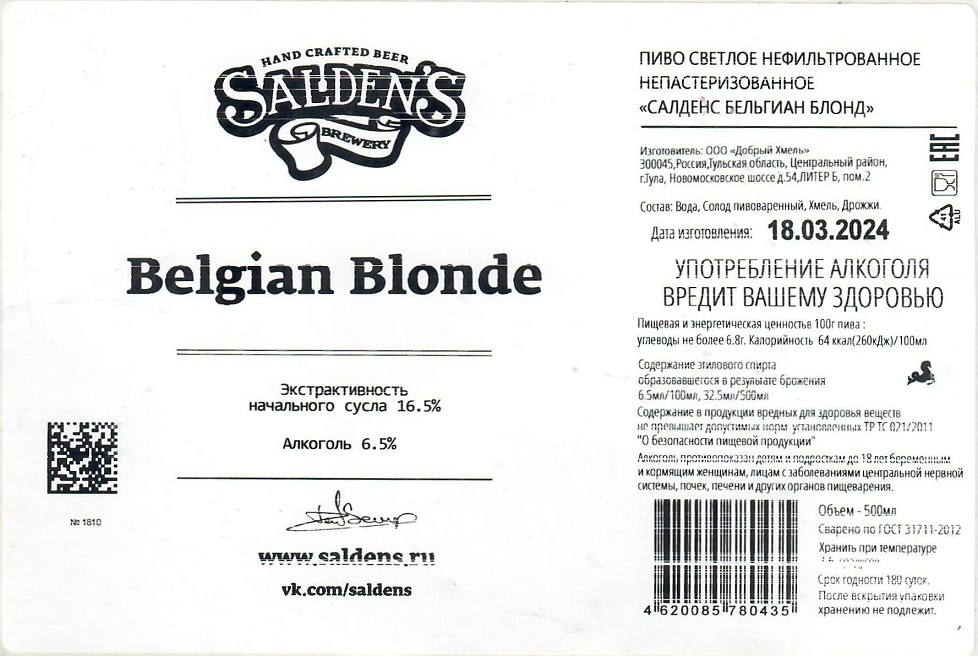 HAND CRAFTED BEER
SALDEN'S
BREWERY
Belgian Blonde
Экстрактивность
начального сусла 16.5%
Алкоголь 6.5%
№ 1810
www.saldens.ru
vk.com/saldens
ПИВО СВЕТЛОЕ НЕФИЛЬТРОВАННОЕ
НЕПАСТЕРИЗОВАННОЕ
«САЛДЕНС БЕЛЬГИАН БЛОНД»
Изготовитель: ООО «Добрый Хмель»
300045,Россия,Тульская область, Центральный район,
г.Тула, Новомосковское шоссе д.54,ЛИТЕР Б, пом.2
Состав: Вода, Солод пивоваренный, Хмель, Дрожжи.
Дата изготовления: 18.03.2024
EAC
41
ALU
УПОТРЕБЛЕНИЕ АЛКОГОЛЯ
ВРЕДИТ ВАШЕМУ ЗДОРОВЬЮ
Пищевая и энергетическая ценностьв 100г пива :
углеводы не более 6.8г. Калорийность 64 ккал(260кДж)/100мл
Содержание этилового спирта
образовавшегося в результате брожения
6.5мл/100мл, 32.5мл/500мл
Содержание в продукции вредных для здоровья веществ
не превышает допустимых норм установленных ТР ТС 021/2011
"О безопасности пищевой продукции"
Алкоголь противопоказан детям и подросткам до 18 лет беременным
и кормящим женщинам, лицам с заболеваниями центральной нервной
системы, почек, печени и других органов пищеварения.
4 620085 780435
Объем - 500мл
Сварено по ГОСТ 31711-2012
Хранить при температуре
Срок годности 180 суток.
После вскрытия упаковки
хранению не подлежит.